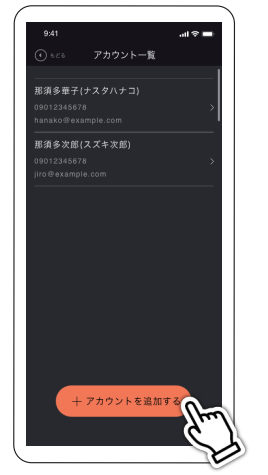 9:41
もどる
アカウント一覧
那須多華子(ナスタハナコ)
09012345678
hanako@example.com
那須多次郎(スズキ次郎)
09012345678
jiro@example.com
＋ アカウントを追加する